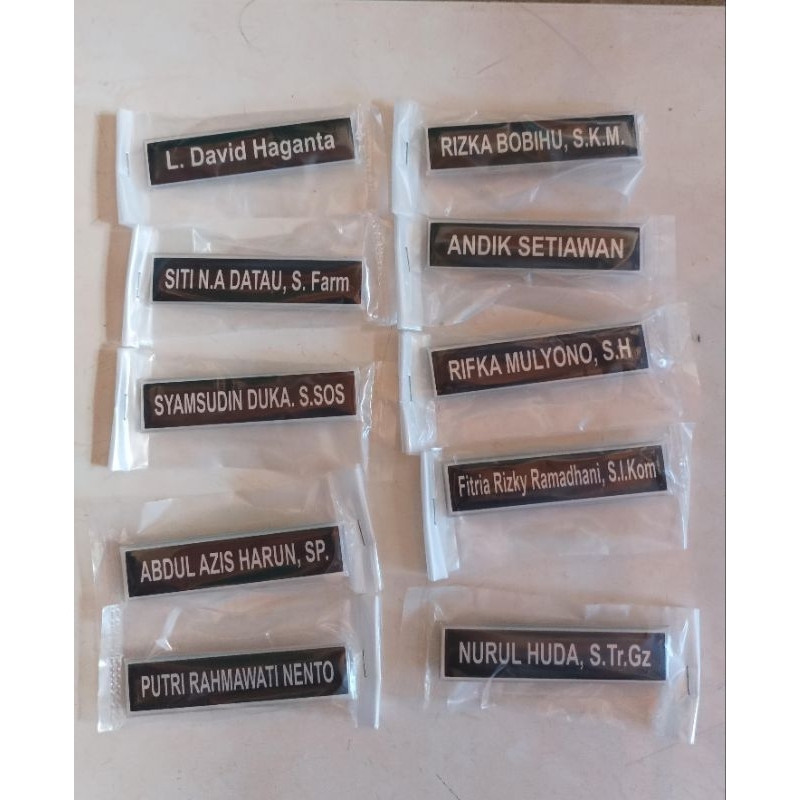 L. David Haganta
RIZKA BOBIHU, S.K.M.
SITI N.A DATAU, S. Farm
ANDIK SETIAWAN
SYAMSUDIN DUKA. S.SOS
RIFKA MULYONO, S.H
Fitria Rizky Ramadhani, S.I.Kom
ABDUL AZIS HARUN, SP.
PUTRI RAHMAWATI NENTO
NURUL HUDA, S.Tr.Gz